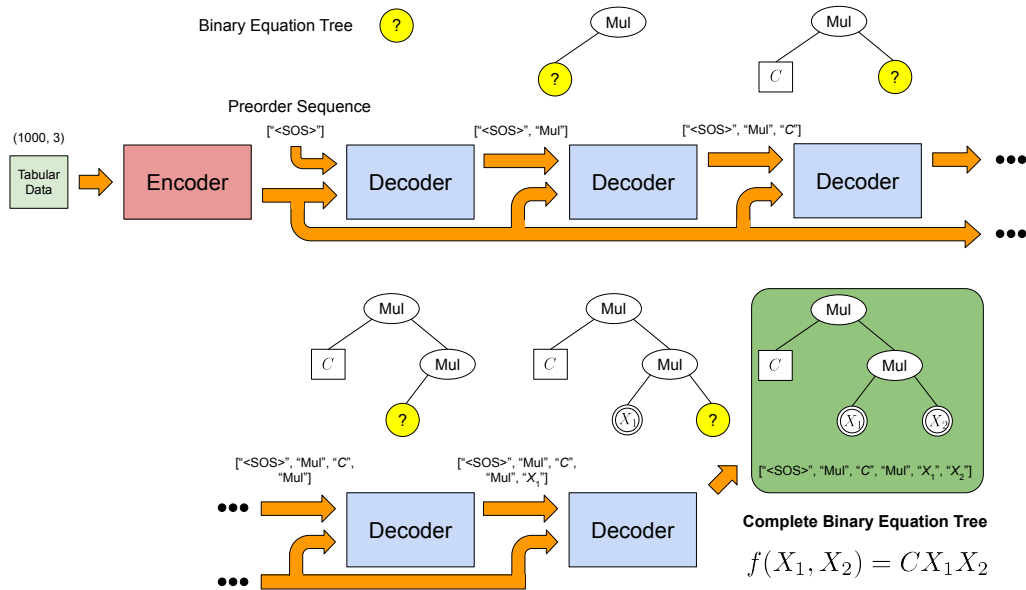 Binary Equation Tree
?
Mul
?
Mul
C
?
Preorder Sequence
(1000, 3)
["<SOS>"]
["<SOS>", "Mul"]
["<SOS>", "Mul", "C"]
Tabular
Data
Encoder
Decoder
Decoder
Decoder
Mul
C
Mul
?
Mul
C
Mul
X₁
?
Mul
C
Mul
X₁
X₂
["<SOS>", "Mul", "C",
"Mul"]
["<SOS>", "Mul", "C",
"Mul", "X₁"]
["<SOS>", "Mul", "C", "Mul", "X₁", "X₂"]
Decoder
Decoder
Complete Binary Equation Tree
f(X₁, X₂) = CX₁X₂